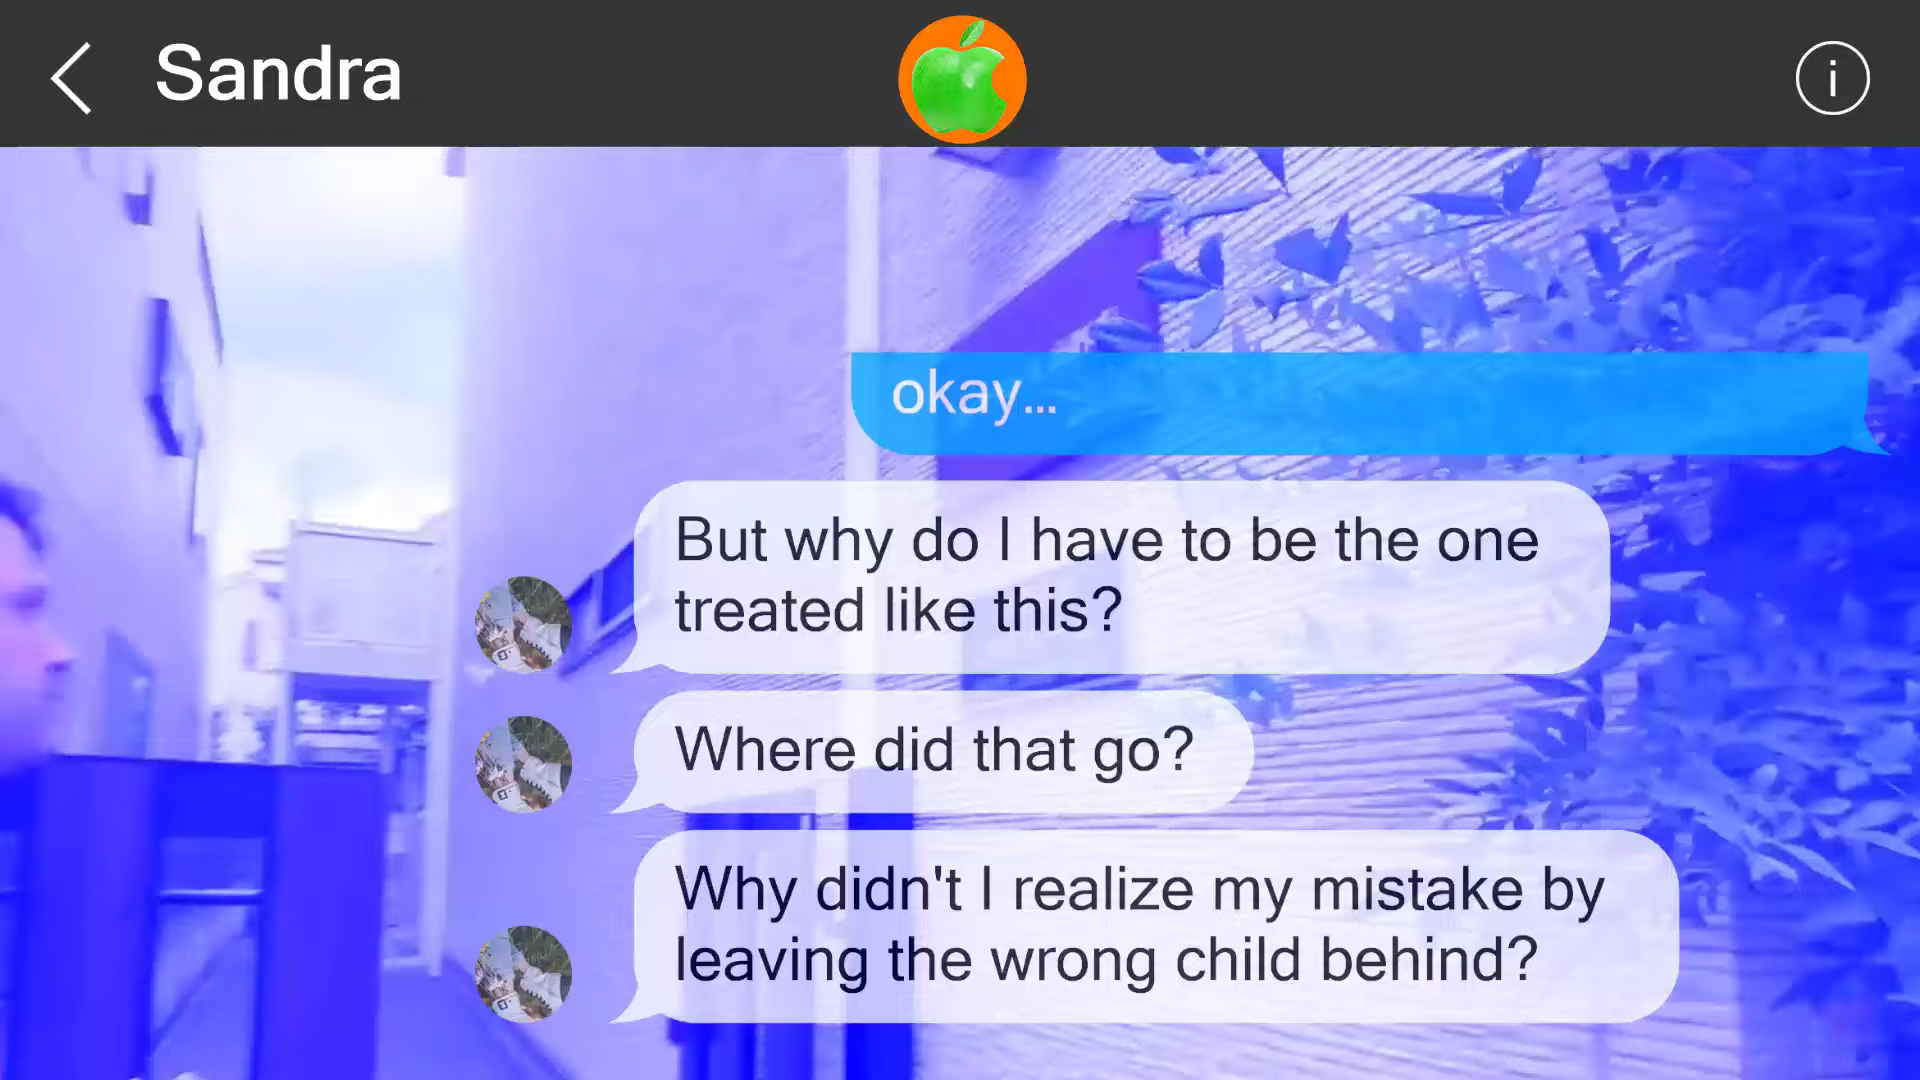 Sandra
i
okay...
But why do I have to be the one
treated like this?
Where did that go?
Why didn't I realize my mistake by
leaving the wrong child behind?